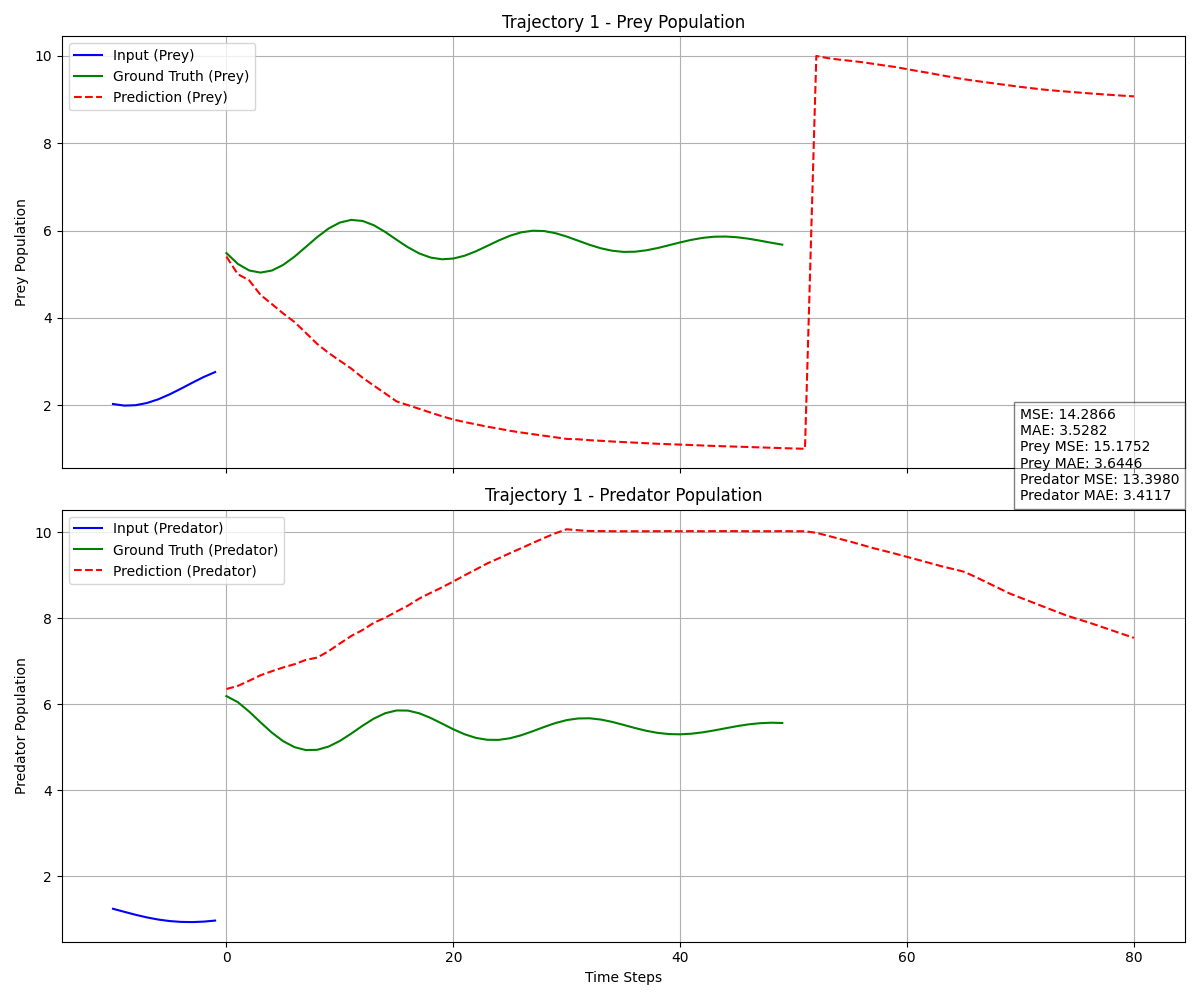 Trajectory 1 - Prey Population
Input (Prey)
Ground Truth (Prey)
Prediction (Prey)
Prey Population
10
8
6
4
2
MSE: 14.2866
MAE: 3.5282
Prey MSE: 15.1752
Prey MAE: 3.6446
Predator MSE: 13.3980
Predator MAE: 3.4117
Trajectory 1 - Predator Population
Input (Predator)
Ground Truth (Predator)
Prediction (Predator)
Predator Population
10
8
6
4
2
0
20
40
60
80
Time Steps